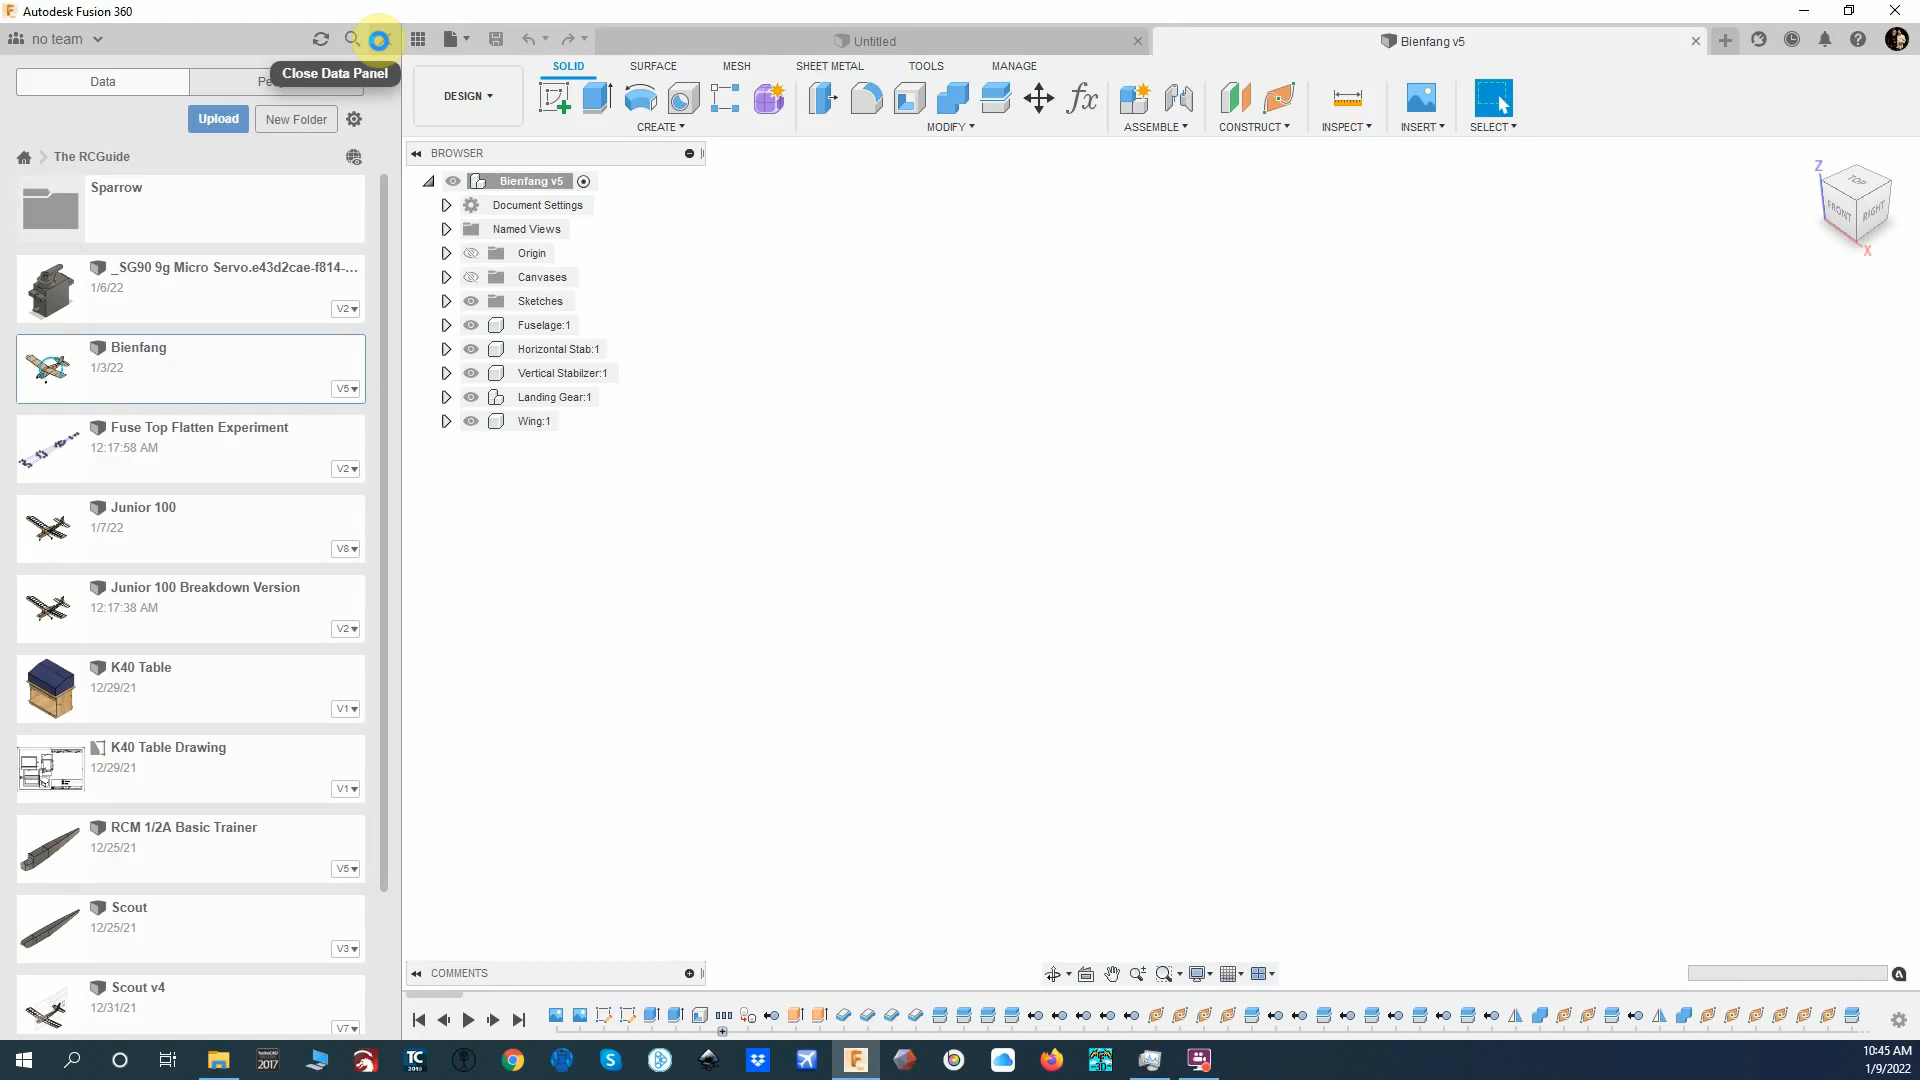 Autodesk Fusion 360
no team
Untitled
Bienfang v5
Close Data Panel
Data
Upload
New Folder
The RCGuide
Sparrow
_SG90 9g Micro Servo.e43d2cae-f814-...
1/6/22
V2
Bienfang
1/3/22
V5
Fuse Top Flatten Experiment
12:17:58 AM
V2
Junior 100
1/7/22
V8
Junior 100 Breakdown Version
12:17:38 AM
V2
K40 Table
12/29/21
V1
K40 Table Drawing
12/29/21
V1
RCM 1/2A Basic Trainer
12/25/21
V5
Scout
12/25/21
V3
Scout v4
12/31/21
V7
DESIGN
SOLID SURFACE MESH SHEET METAL TOOLS MANAGE
CREATE MODIFY ASSEMBLE CONSTRUCT INSPECT INSERT SELECT
BROWSER
Bienfang v5
Document Settings
Named Views
Origin
Canvases
Sketches
Fuselage:1
Horizontal Stab:1
Vertical Stabilzer:1
Landing Gear:1
Wing:1
Z
TOP
FRONT RIGHT
X
COMMENTS
2017
TC
2019
10:45 AM
1/9/2022